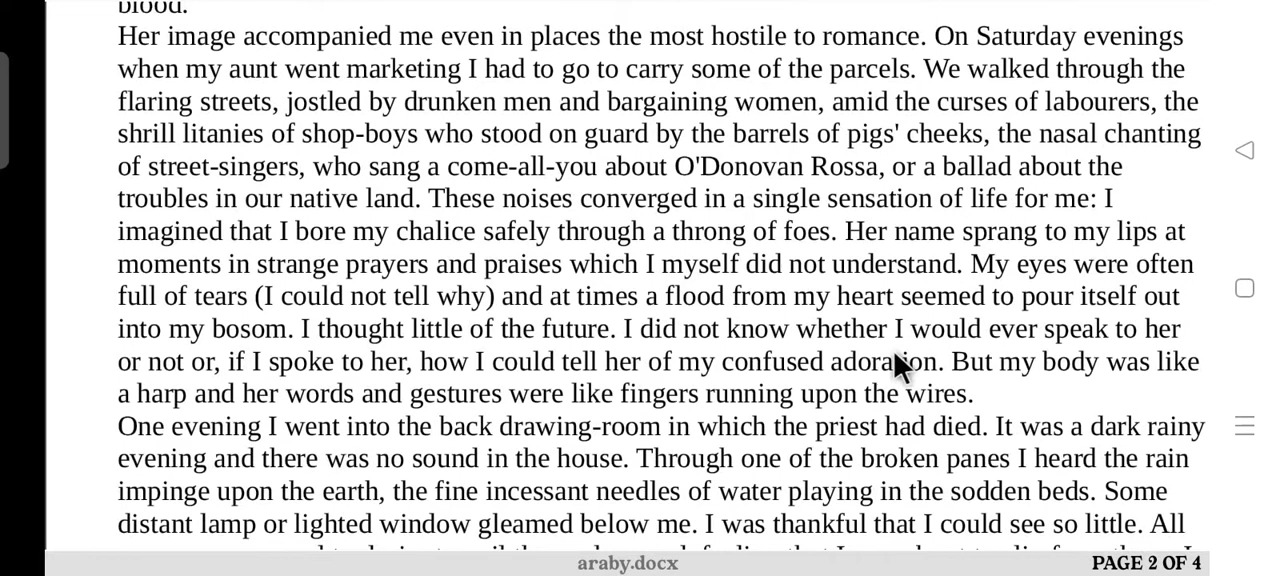 blood.
Her image accompanied me even in places the most hostile to romance. On Saturday evenings
when my aunt went marketing I had to go to carry some of the parcels. We walked through the
flaring streets, jostled by drunken men and bargaining women, amid the curses of labourers, the
shrill litanies of shop-boys who stood on guard by the barrels of pigs' cheeks, the nasal chanting
of street-singers, who sang a come-all-you about O'Donovan Rossa, or a ballad about the
troubles in our native land. These noises converged in a single sensation of life for me: I
imagined that I bore my chalice safely through a throng of foes. Her name sprang to my lips at
moments in strange prayers and praises which I myself did not understand. My eyes were often
full of tears (I could not tell why) and at times a flood from my heart seemed to pour itself out
into my bosom. I thought little of the future. I did not know whether I would ever speak to her
or not or, if I spoke to her, how I could tell her of my confused adoration. But my body was like
a harp and her words and gestures were like fingers running upon the wires.
One evening I went into the back drawing-room in which the priest had died. It was a dark rainy
evening and there was no sound in the house. Through one of the broken panes I heard the rain
impinge upon the earth, the fine incessant needles of water playing in the sodden beds. Some
distant lamp or lighted window gleamed below me. I was thankful that I could see so little. All
araby.docx
PAGE 2 OF 4